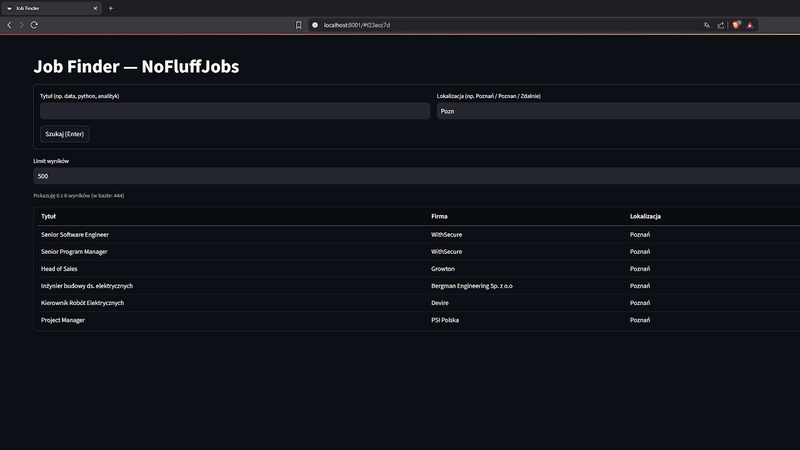 Job Finder
localhost:8001/#f23ecc7d
Job Finder — NoFluffJobs
Tytuł (np. data, python, analityk)
Lokalizacja (np. Poznań / Poznan / Zdalnie)
Pozn
Szukaj (Enter)
Limit wyników
500
Pokazuję 6 z 6 wyników (w bazie: 444)
Tytuł Firma Lokalizacja
Senior Software Engineer WithSecure Poznań
Senior Program Manager WithSecure Poznań
Head of Sales Growton Poznań
Inżynier budowy ds. elektrycznych Bergman Engineering Sp. z o.o Poznań
Kierownik Robót Elektrycznych Devire Poznań
Project Manager PSI Polska Poznań